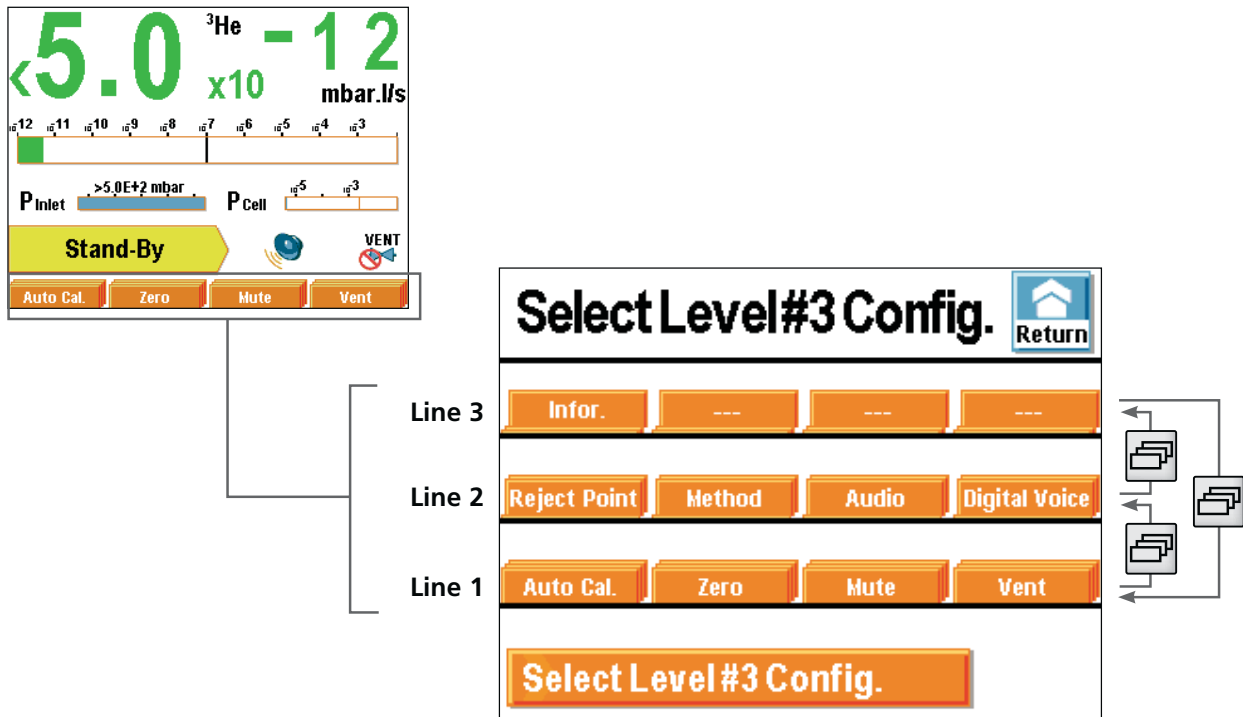 <5.0 ³He x10 -12 mbar.l/s
10⁻12 10⁻11 10⁻10 10⁻9 10⁻8 10⁻7 10⁻6 10⁻5 10⁻4 10⁻3
P Inlet >5.0E+2 mbar P Cell 10⁻5 10⁻3
Stand-By VENT
Auto Cal. Zero Mute Vent
Select Level#3 Config. Return
Line 3 Infor. --- --- ---
Line 2 Reject Point Method Audio Digital Voice
Line 1 Auto Cal. Zero Mute Vent
Select Level#3 Config.